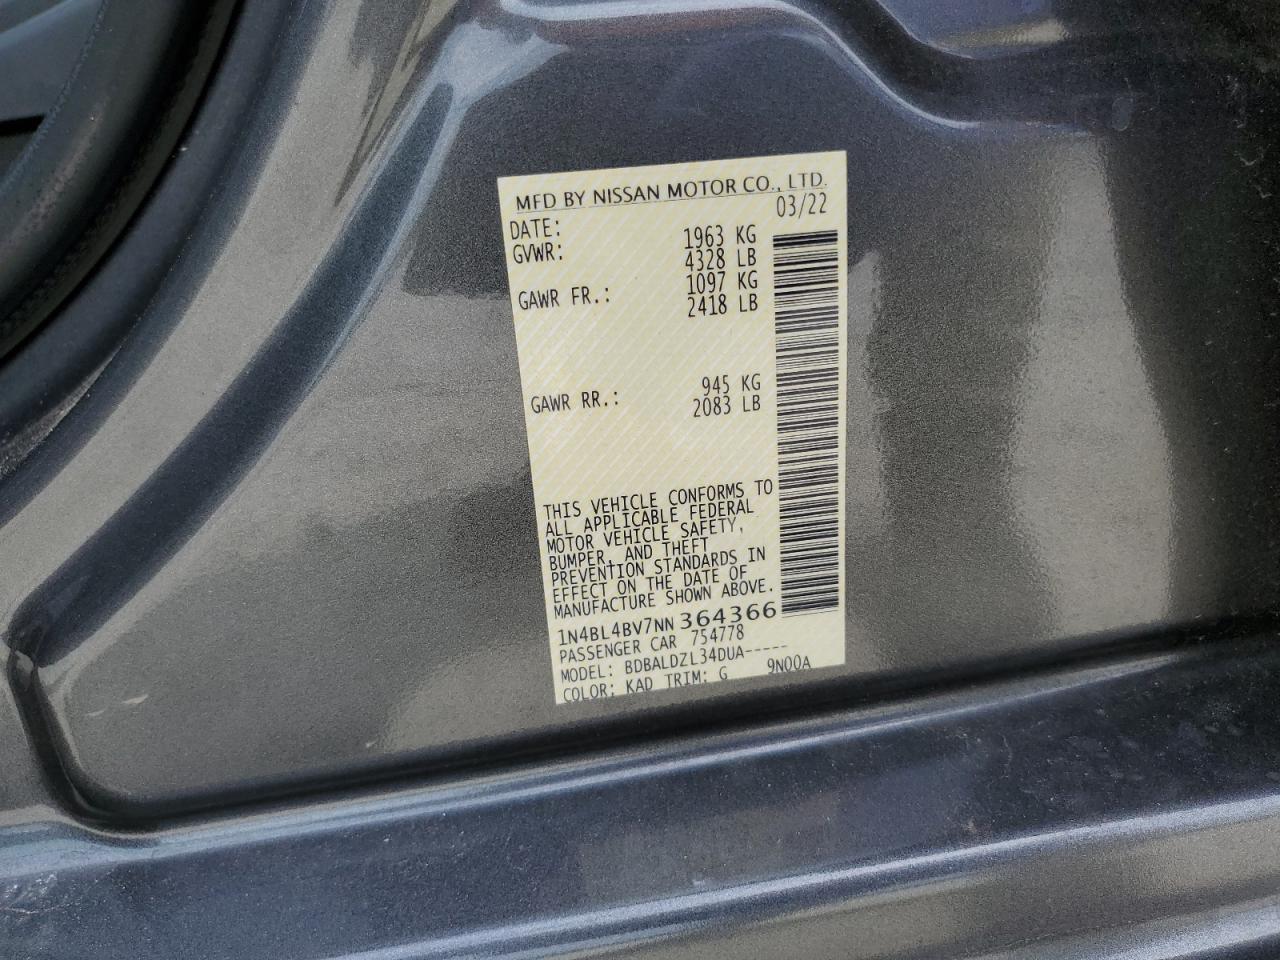 MFD BY NISSAN MOTOR CO., LTD.
DATE: 03/22
GVWR: 1963 KG
4328 LB
GAWR FR.: 1097 KG
2418 LB
GAWR RR.: 945 KG
2083 LB
THIS VEHICLE CONFORMS TO
ALL APPLICABLE FEDERAL
MOTOR VEHICLE SAFETY,
BUMPER, AND THEFT
PREVENTION STANDARDS IN
EFFECT ON THE DATE OF
MANUFACTURE SHOWN ABOVE.
1N4BL4BV7NN364366
PASSENGER CAR 754778
MODEL: BDBALDZL34DUA-----
COLOR: KAD TRIM: G 9N00A